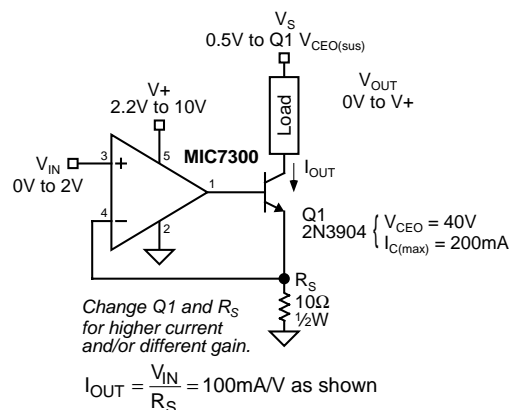 V_S
0.5V to Q1 V_CEO(sus)
V_OUT
0V to V+
V+
2.2V to 10V
Load
MIC7300
V_IN
0V to 2V
3
+
5
1
I_OUT
4
−
2
Q1
2N3904
{ V_CEO = 40V
I_C(max) = 200mA
R_S
10Ω
½W
Change Q1 and R_S
for higher current
and/or different gain.
I_OUT = V_IN / R_S = 100mA/V as shown